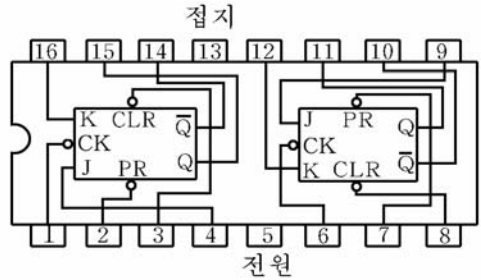 접지
16 15 14 13 12 11 10 9
K CLR Q̅ J PR Q
CK CK
J PR Q K CLR Q̅
1 2 3 4 5 6 7 8
전원